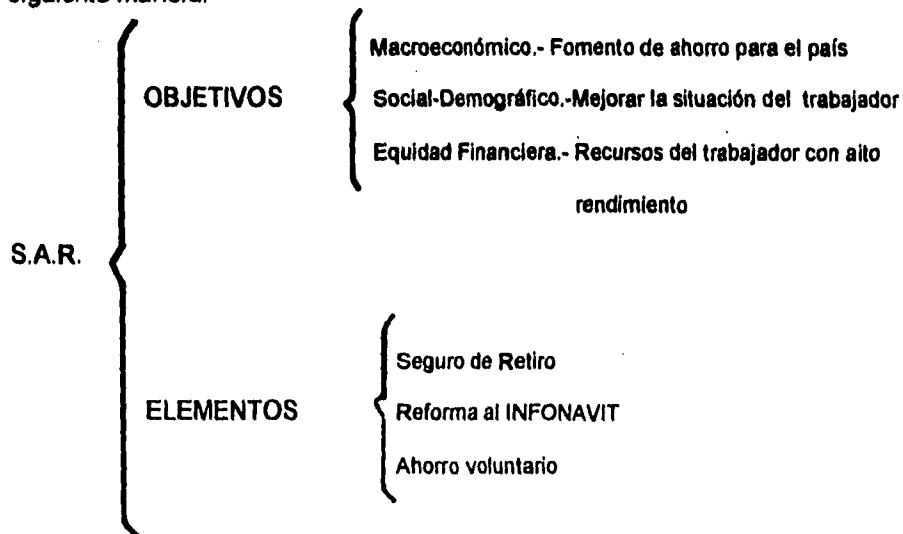 siguiente manera:
OBJETIVOS
Macroeconómico.- Fomento de ahorro para el país
Social-Demográfico.-Mejorar la situación del trabajador
Equidad Financiera.- Recursos del trabajador con alto
rendimiento
S.A.R.
ELEMENTOS
Seguro de Retiro
Reforma al INFONAVIT
Ahorro voluntario